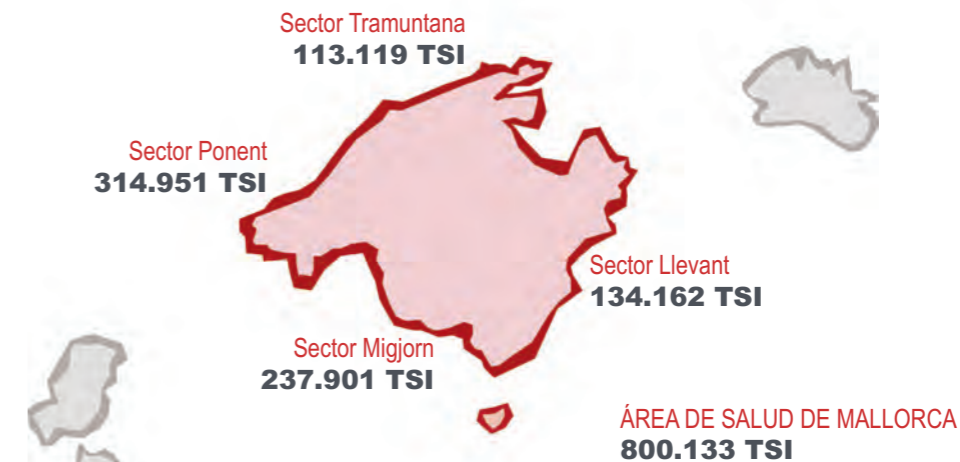 Sector Tramuntana
113.119 TSI
Sector Ponent
314.951 TSI
Sector Llevant
134.162 TSI
Sector Migjorn
237.901 TSI
ÁREA DE SALUD DE MALLORCA
800.133 TSI